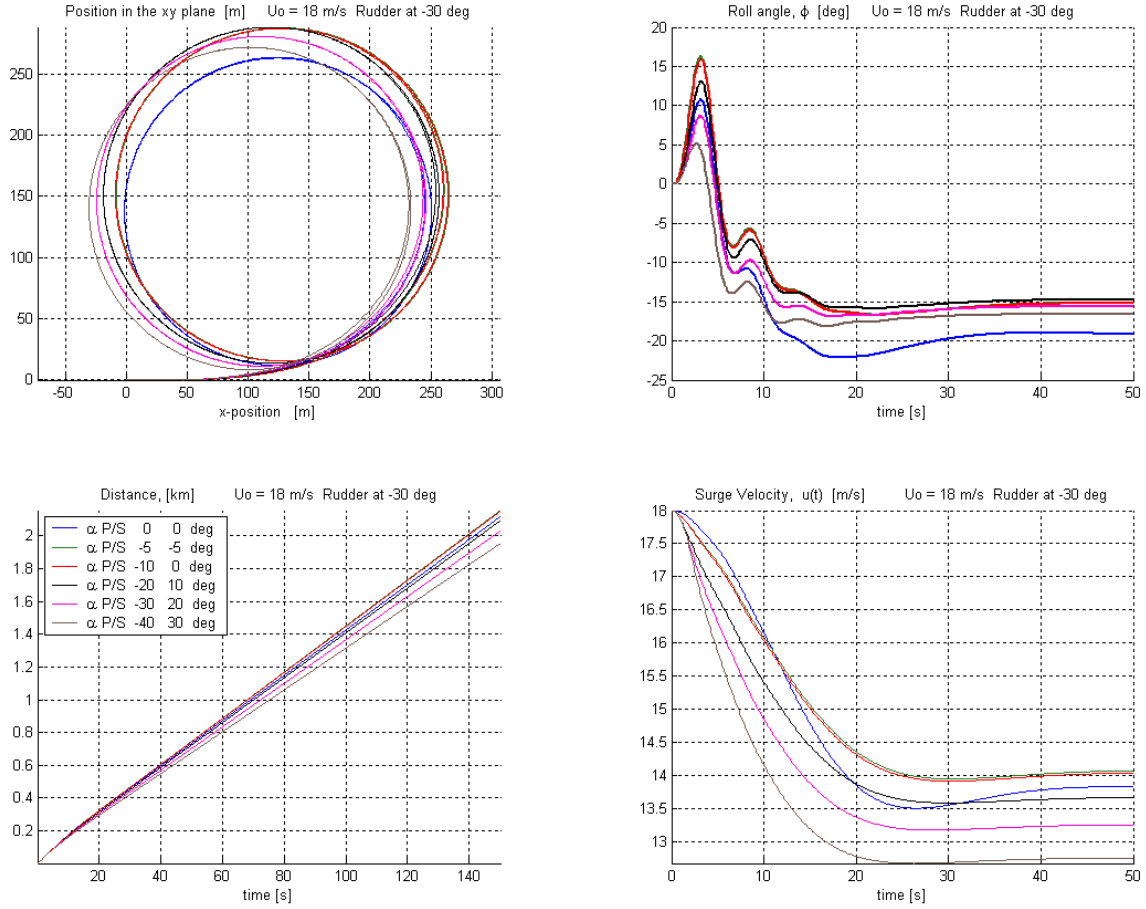 Position in the xy plane [m] Uo = 18 m/s Rudder at -30 deg
250
200
150
100
50
0
-50 0 50 100 150 200 250 300
x-position [m]
Roll angle, ϕ [deg] Uo = 18 m/s Rudder at -30 deg
20
15
10
5
0
-5
-10
-15
-20
-25
0 10 20 30 40 50
time [s]
Distance, [km] Uo = 18 m/s Rudder at -30 deg
α P/S 0 0 deg
α P/S -5 -5 deg
α P/S -10 0 deg
α P/S -20 10 deg
α P/S -30 20 deg
α P/S -40 30 deg
2
1.8
1.6
1.4
1.2
1
0.8
0.6
0.4
0.2
20 40 60 80 100 120 140
time [s]
Surge Velocity, u(t) [m/s] Uo = 18 m/s Rudder at -30 deg
18
17.5
17
16.5
16
15.5
15
14.5
14
13.5
13
0 10 20 30 40 50
time [s]